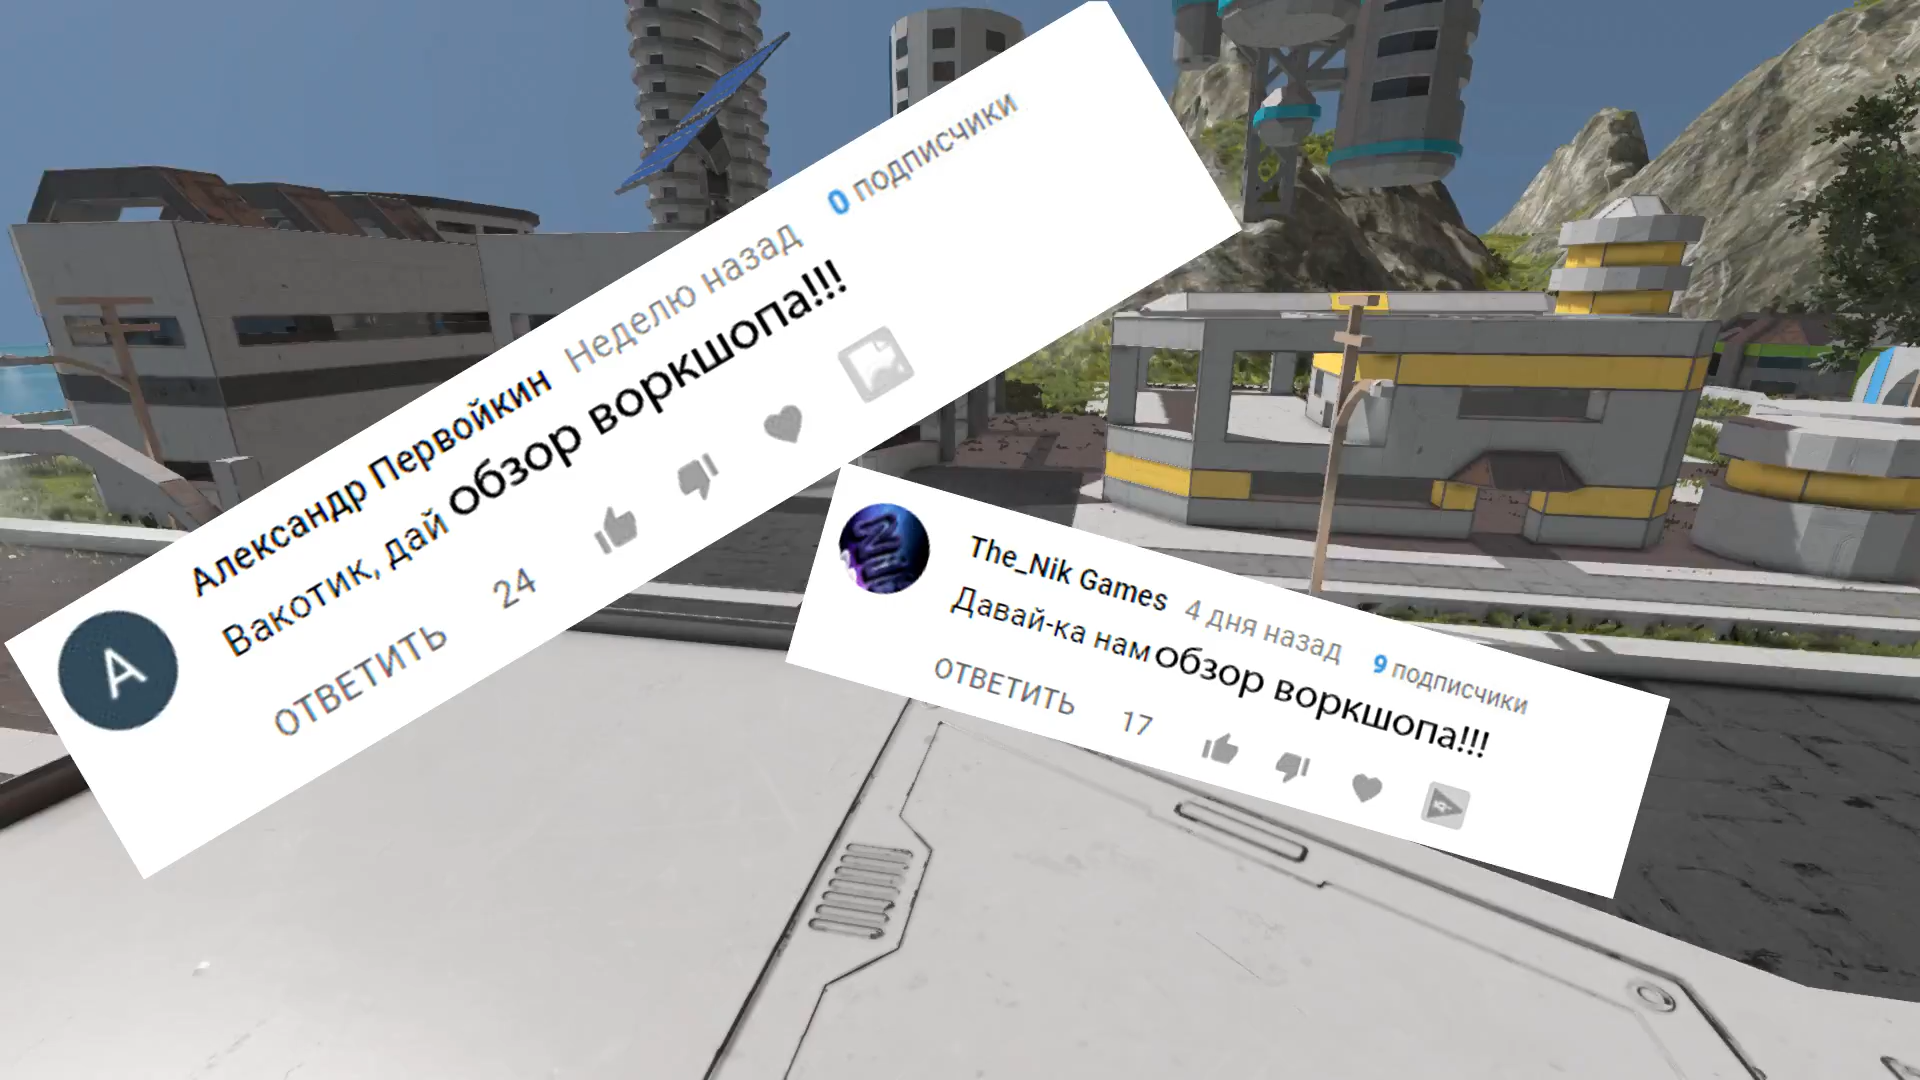 Александр Первойкин Неделю назад 0 подписчики
Вакотик, дай обзор воркшопа!!!
ОТВЕТИТЬ 24
A
The_Nik Games 4 дня назад 9 подписчики
Давай-ка нам обзор воркшопа!!!
ОТВЕТИТЬ 17